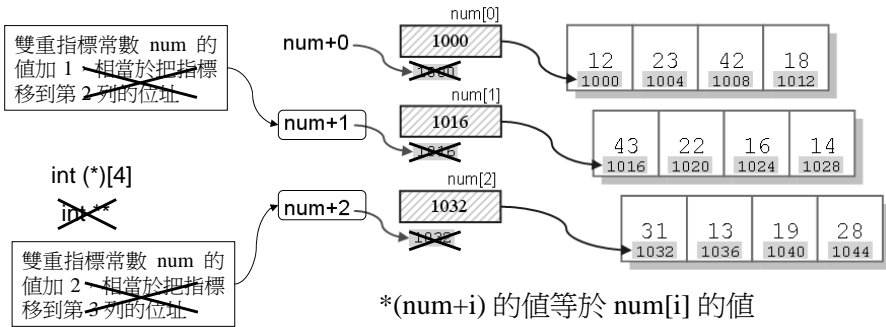 雙重指標常數 num 的
值加 1，相當於把指標
移到第 2 列的位址
int (*)[4]
int **
雙重指標常數 num 的
值加 2，相當於把指標
移到第 3 列的位址
num+0
num[0]
1000
1000
12 23 42 18
1000 1004 1008 1012
num+1
num[1]
1016
1016
43 22 16 14
1016 1020 1024 1028
num+2
num[2]
1032
1032
31 13 19 28
1032 1036 1040 1044
*(num+i) 的值等於 num[i] 的值